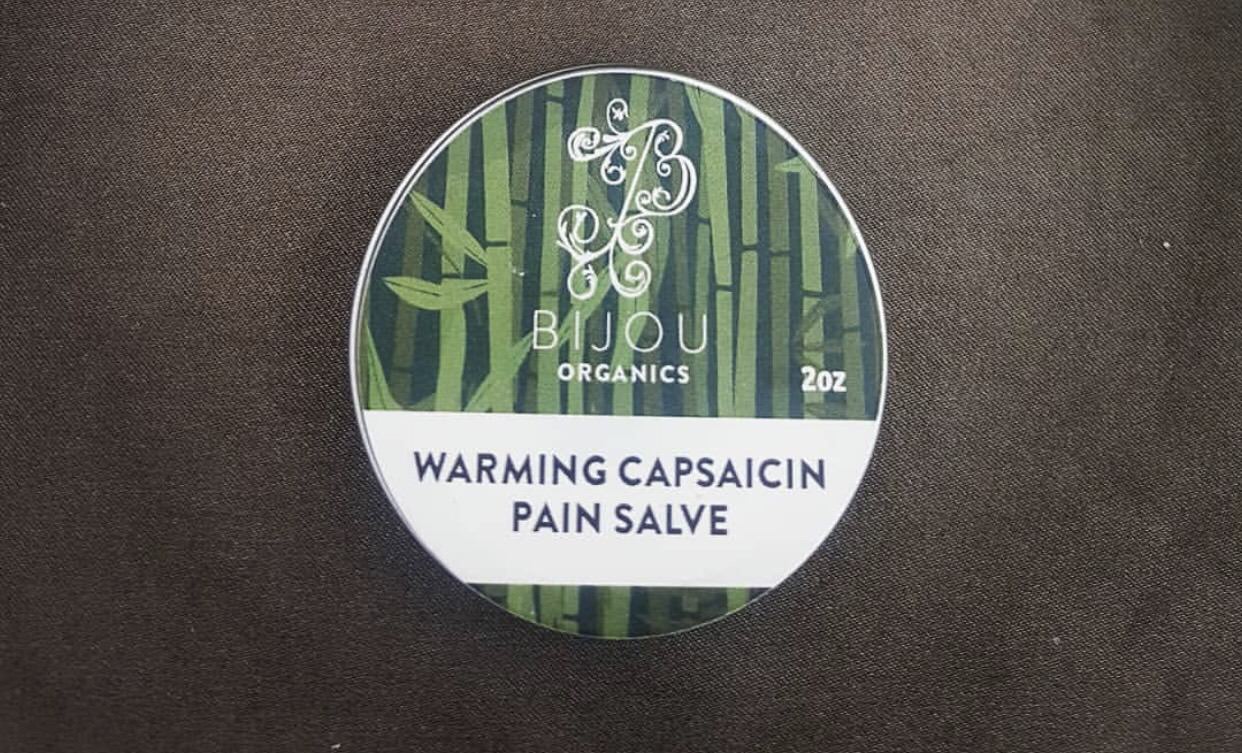 BIJOU
ORGANICS
2oz
WARMING CAPSAICIN
PAIN SALVE